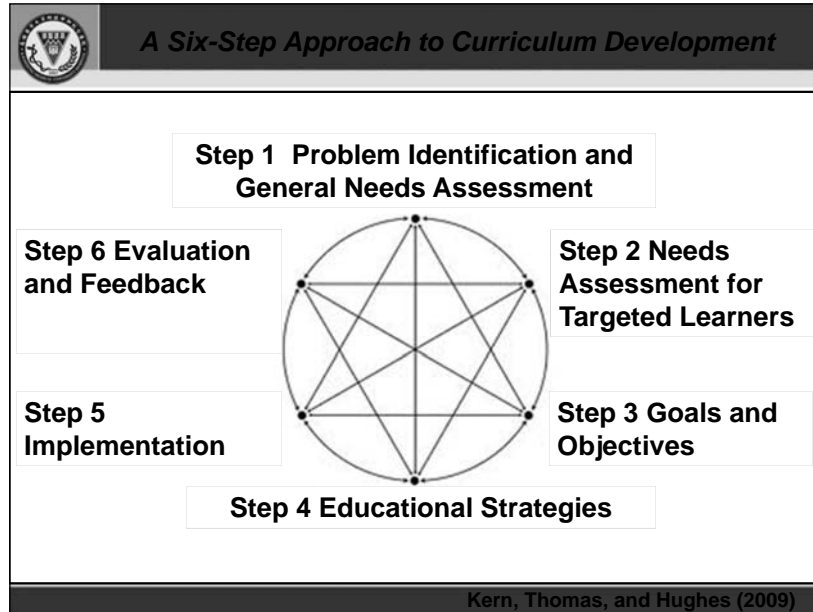 A Six-Step Approach to Curriculum Development
Step 1 Problem Identification and
General Needs Assessment
Step 6 Evaluation
and Feedback
Step 2 Needs
Assessment for
Targeted Learners
Step 5
Implementation
Step 3 Goals and
Objectives
Step 4 Educational Strategies
Kern, Thomas, and Hughes (2009)